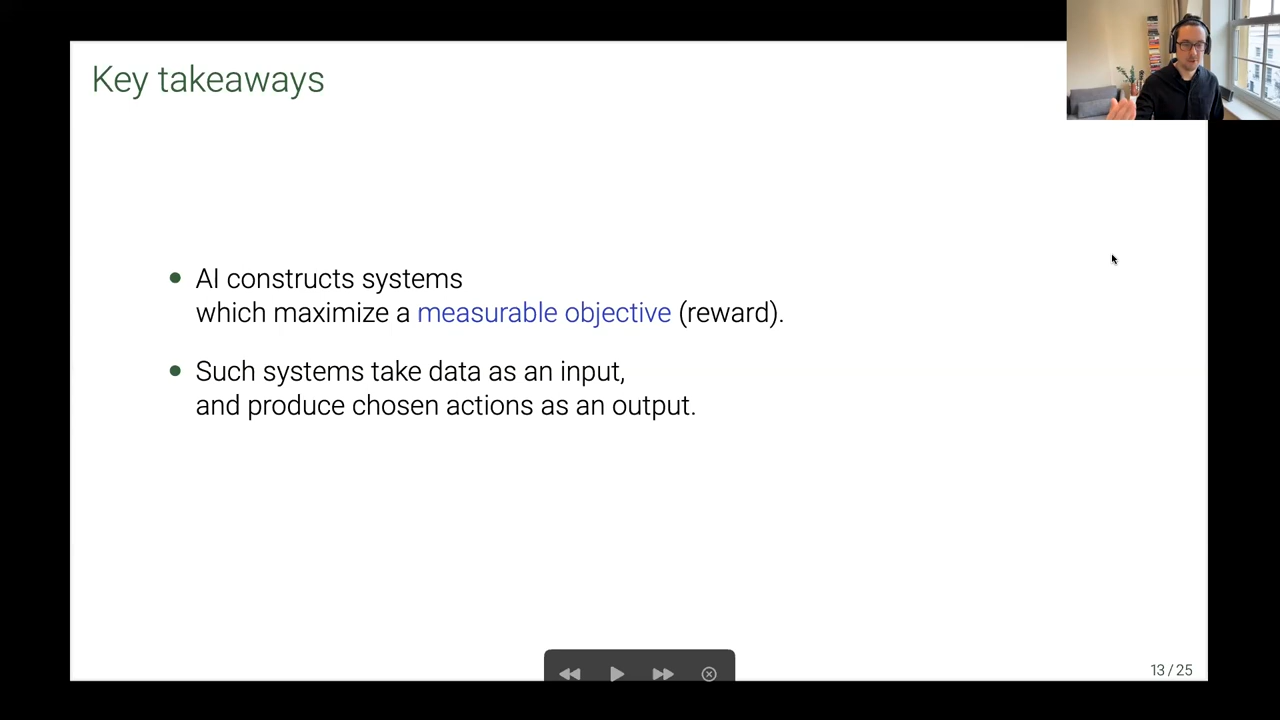 Key takeaways
• AI constructs systems
which maximize a measurable objective (reward).
• Such systems take data as an input,
and produce chosen actions as an output.
13 / 25